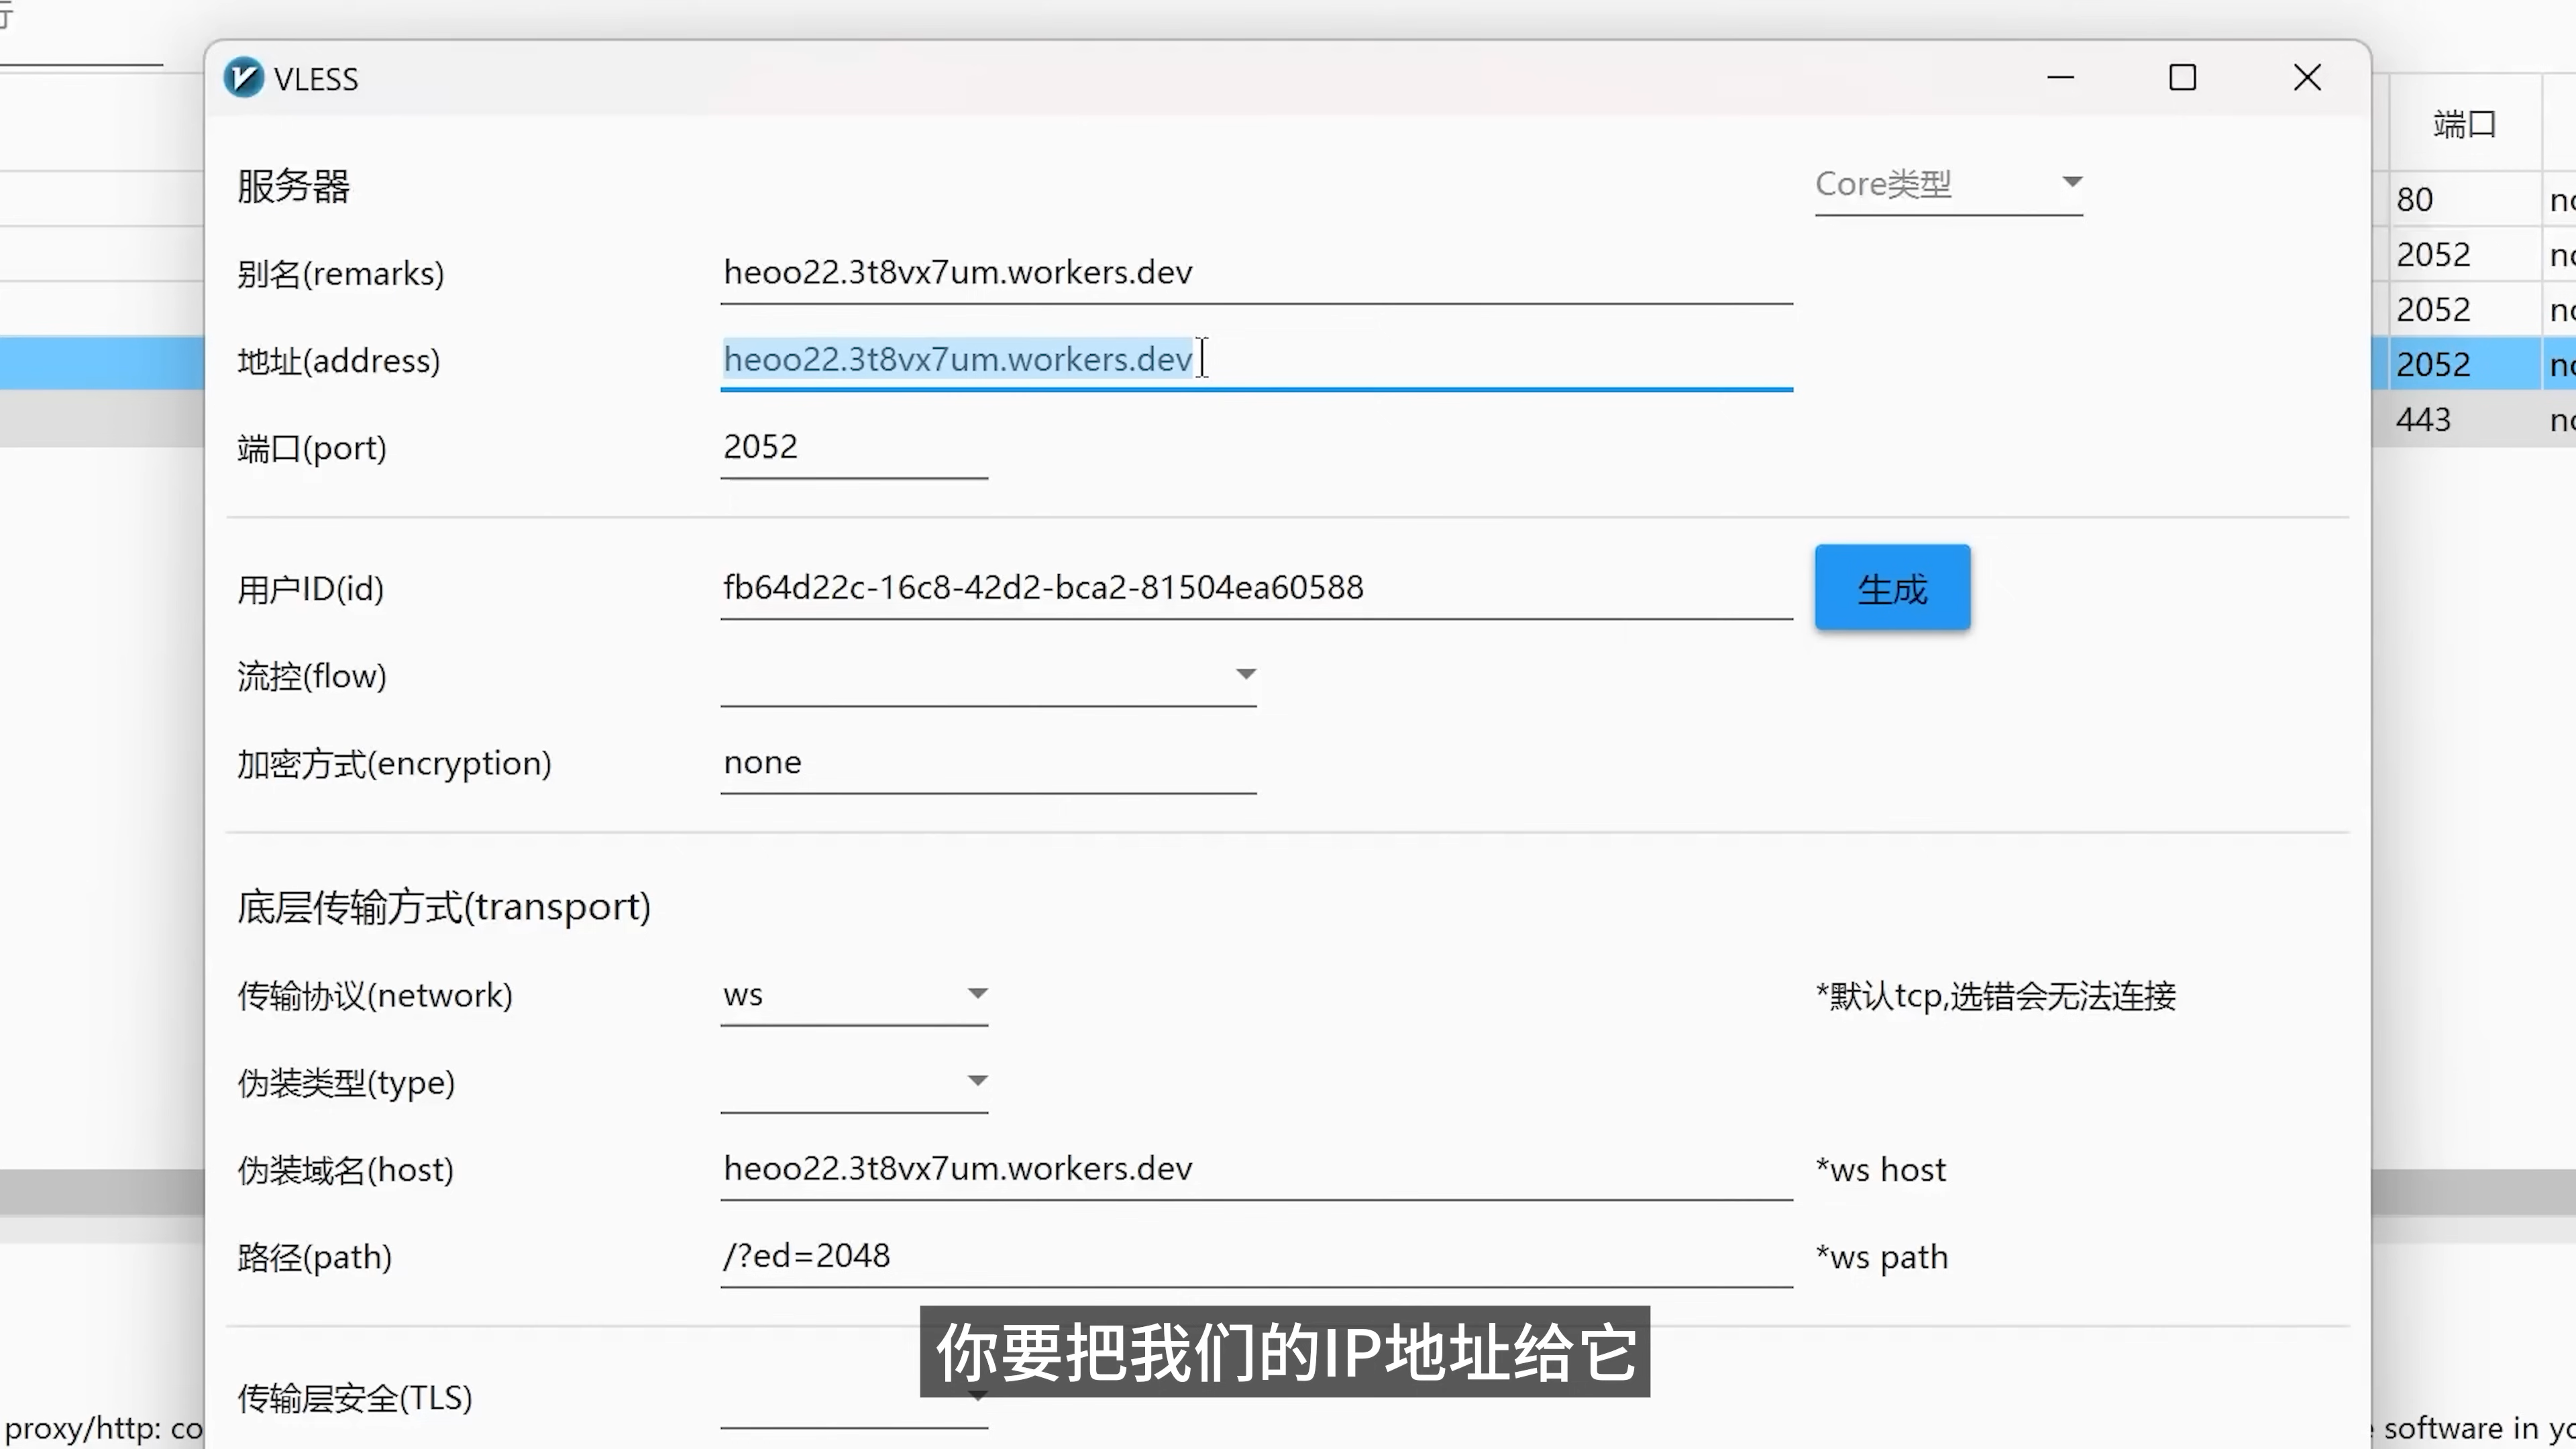 VLESS
端口
服务器
Core类型
80
别名(remarks)
heoo22.3t8vx7um.workers.dev
2052
2052
地址(address)
heoo22.3t8vx7um.workers.dev
2052
443
端口(port)
2052
用户ID(id)
fb64d22c-16c8-42d2-bca2-81504ea60588
生成
流控(flow)
加密方式(encryption)
none
底层传输方式(transport)
传输协议(network)
ws
*默认tcp,选错会无法连接
伪装类型(type)
伪装域名(host)
heoo22.3t8vx7um.workers.dev
*ws host
路径(path)
/?ed=2048
*ws path
你要把我们的IP地址给它
传输层安全(TLS)
proxy/http: co
software in yo